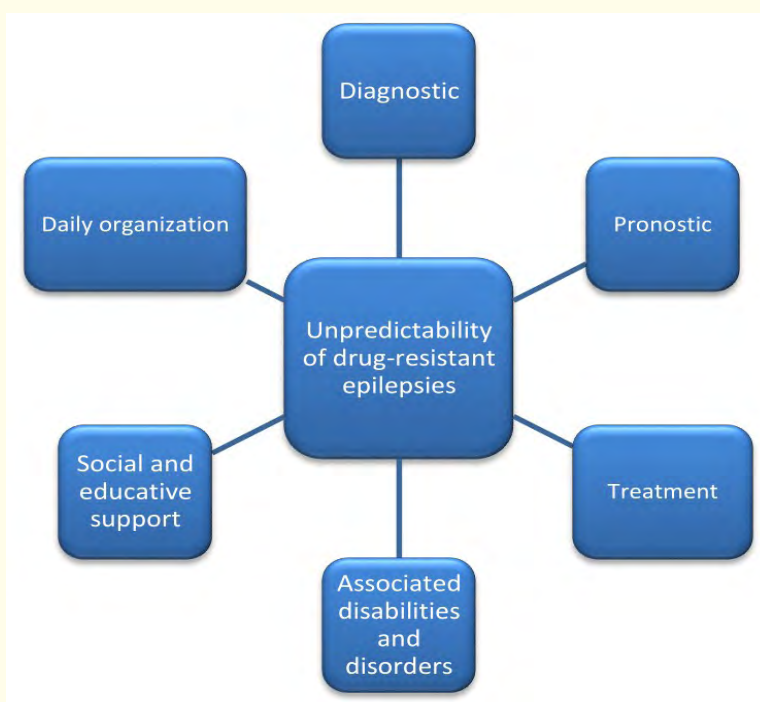 Diagnostic
Daily organization
Pronostic
Unpredictability
of drug-resistant
epilepsies
Social and
educative
support
Treatment
Associated
disabilities
and
disorders